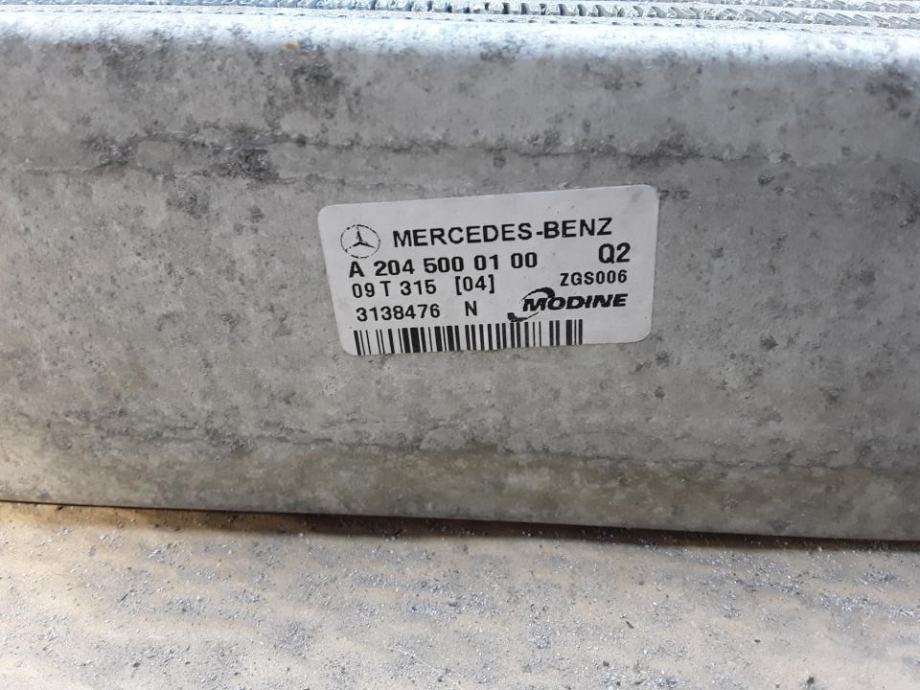 MERCEDES-BENZ
A 204 500 01 00 Q2
09 T 315 [04] ZGS006
3138476 N MODINE